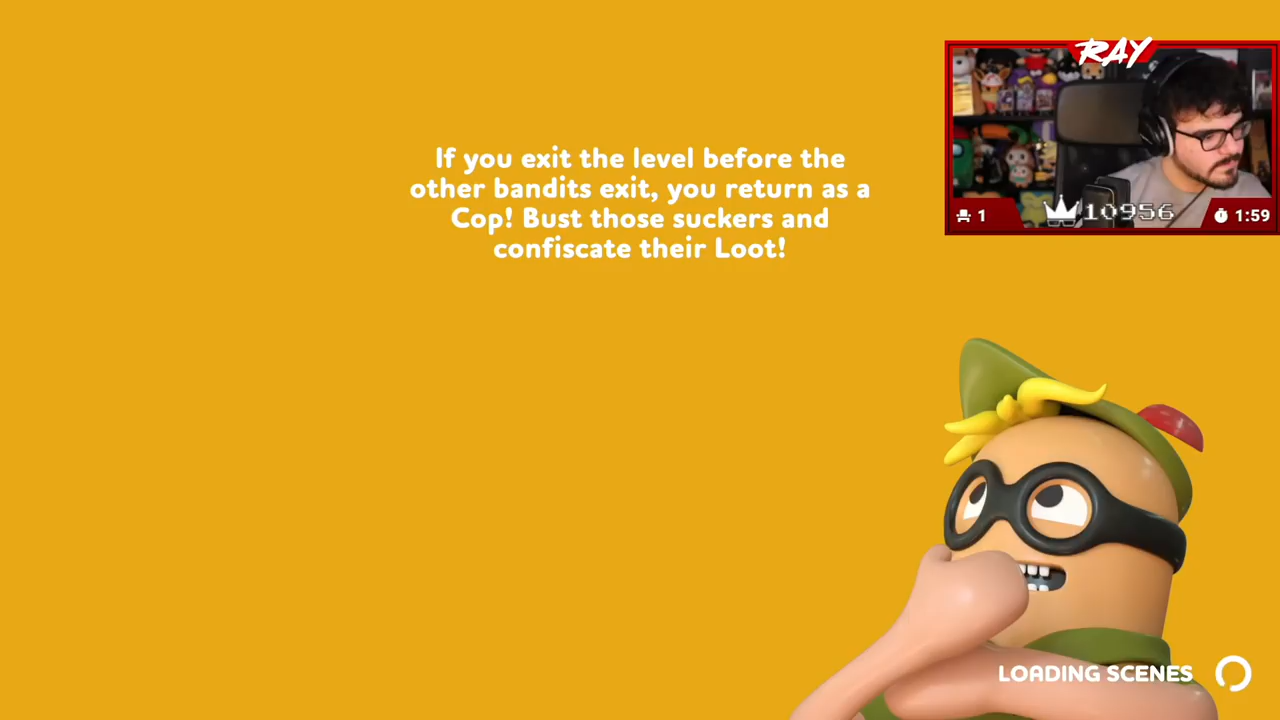 RAY
If you exit the level before the
other bandits exit, you return as a
Cop! Bust those suckers and
confiscate their Loot!
1
10956
1:59
LOADING SCENES